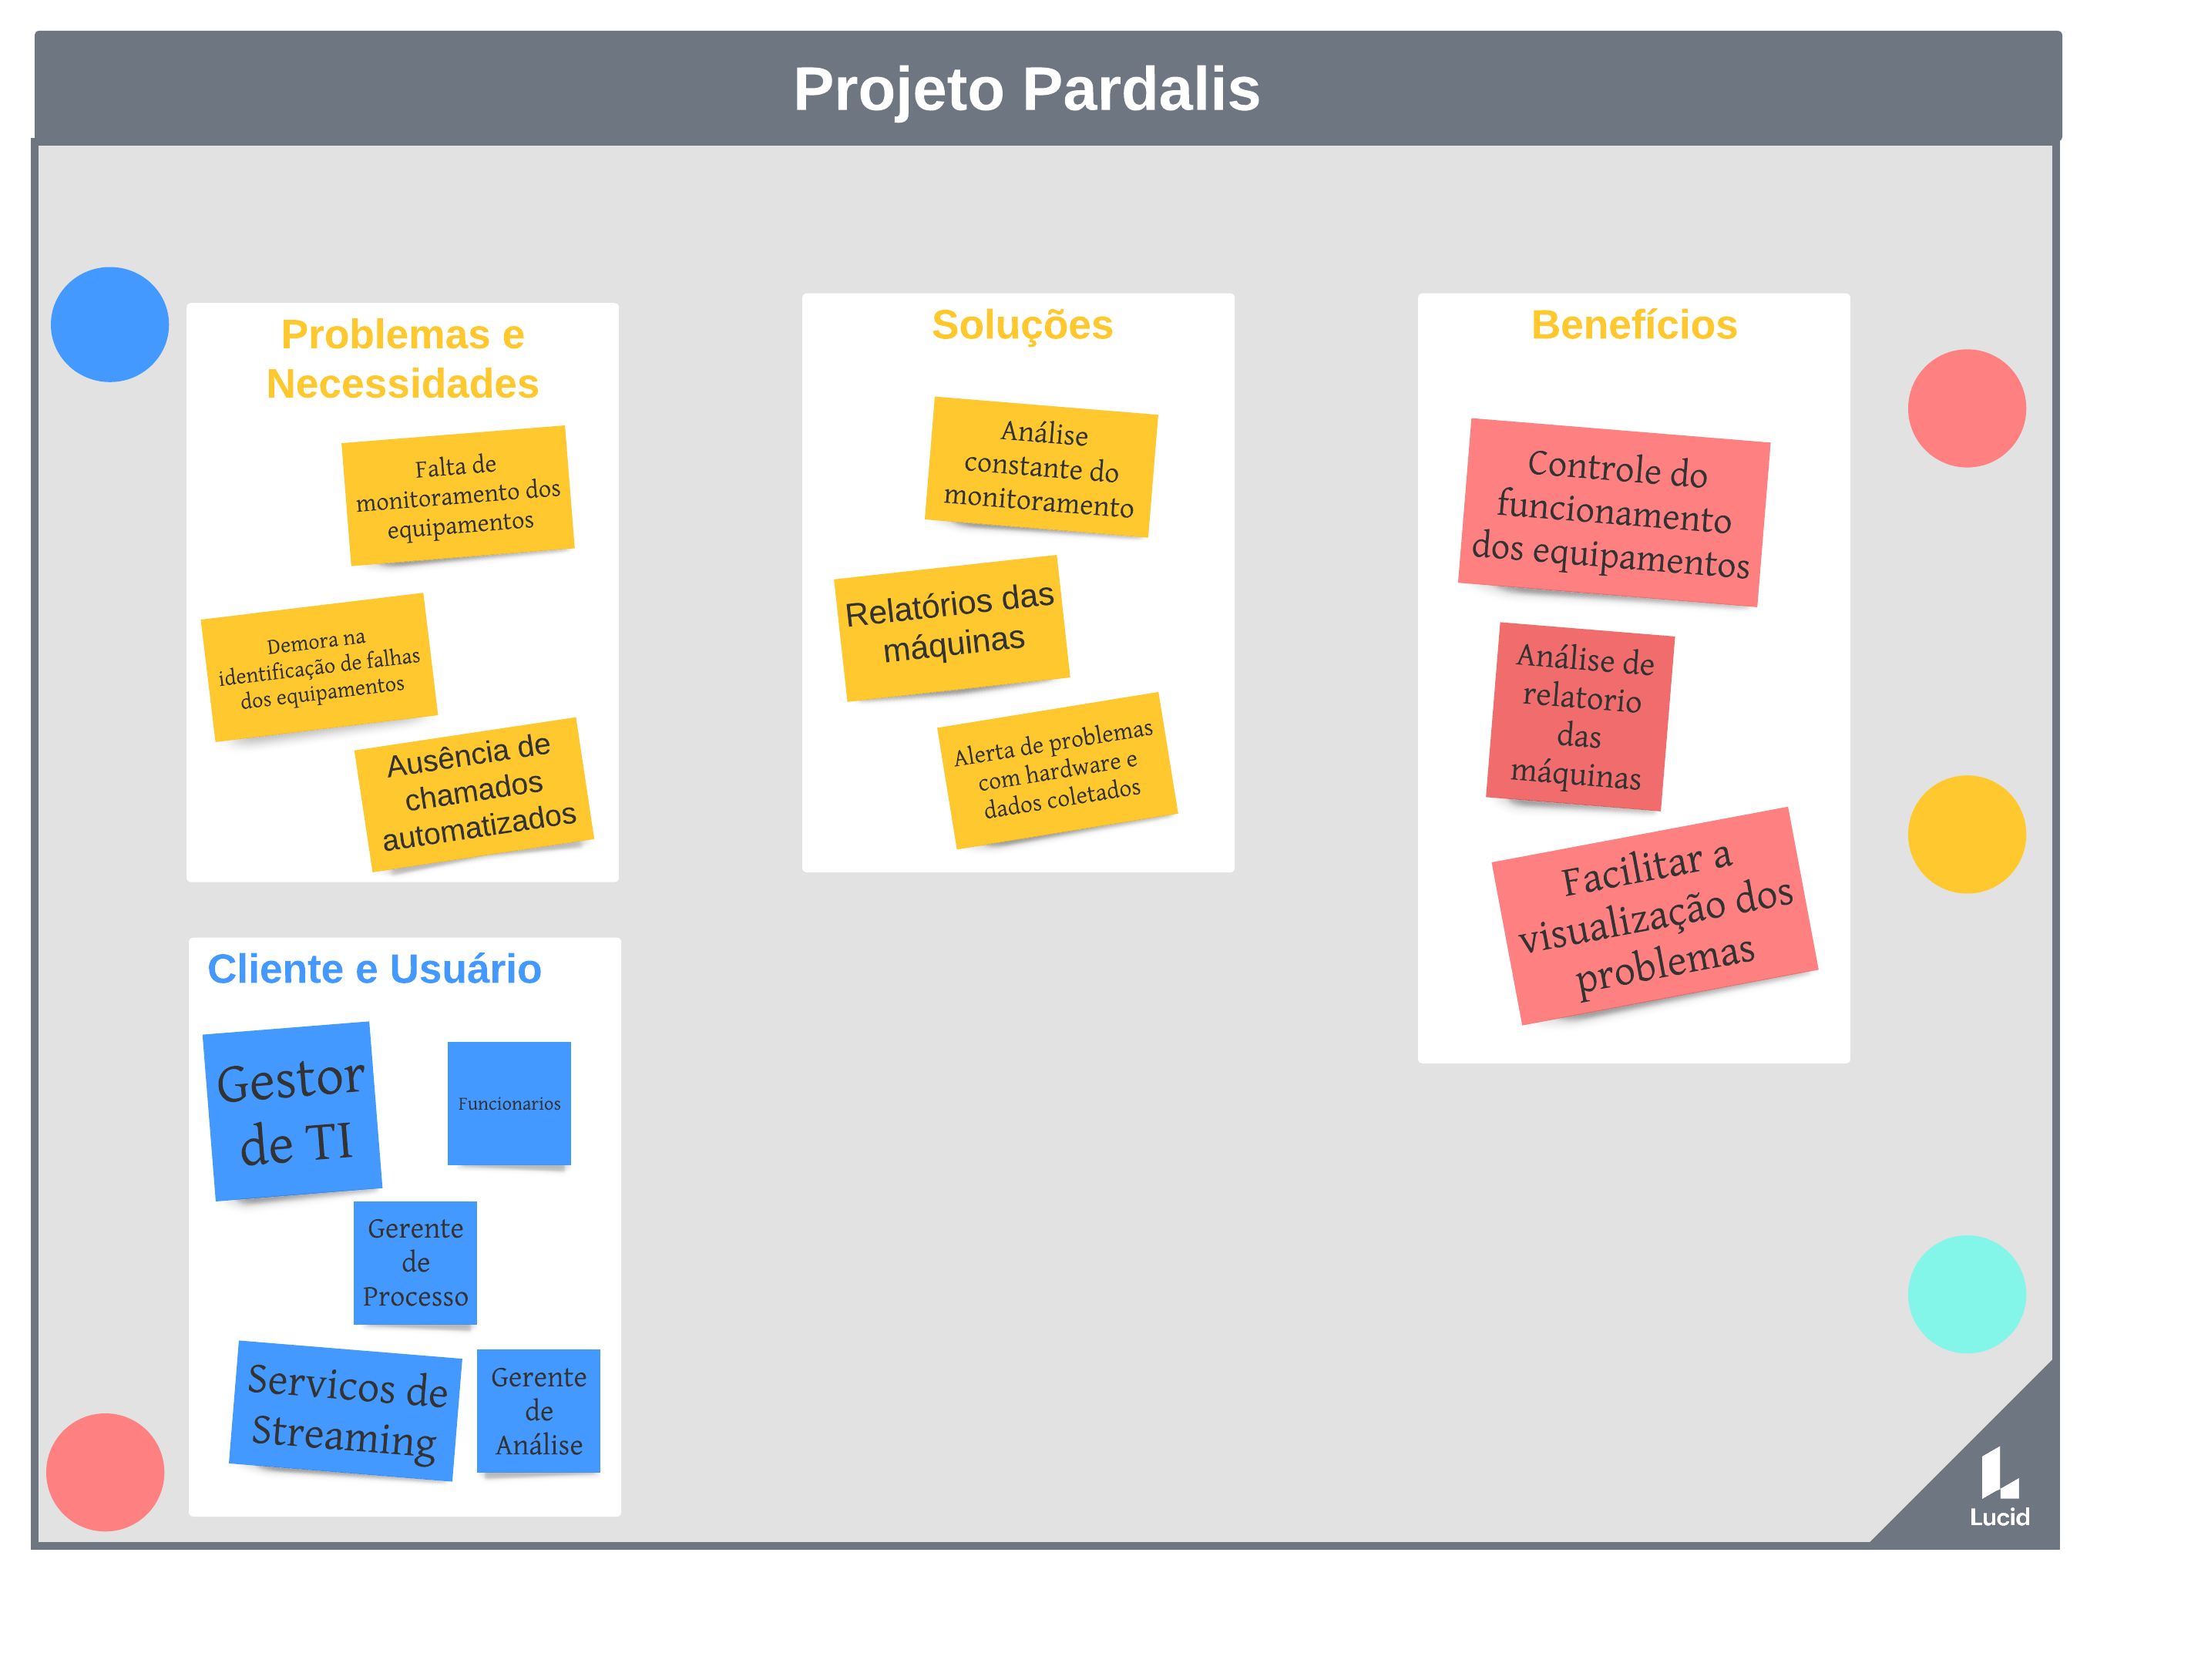 Projeto Pardalis
Problemas e
Necessidades
Falta de
monitoramento dos
equipamentos
Demora na
identificação de falhas
dos equipamentos
Ausência de
chamados
automatizados
Soluções
Análise
constante do
monitoramento
Relatórios das
máquinas
Alerta de problemas
com hardware e
dados coletados
Benefícios
Controle do
funcionamento
dos equipamentos
Análise de
relatorio
das
máquinas
Facilitar a
visualização dos
problemas
Cliente e Usuário
Gestor
de TI
Funcionarios
Gerente
de
Processo
Servicos de
Streaming
Gerente
de
Análise
Lucid